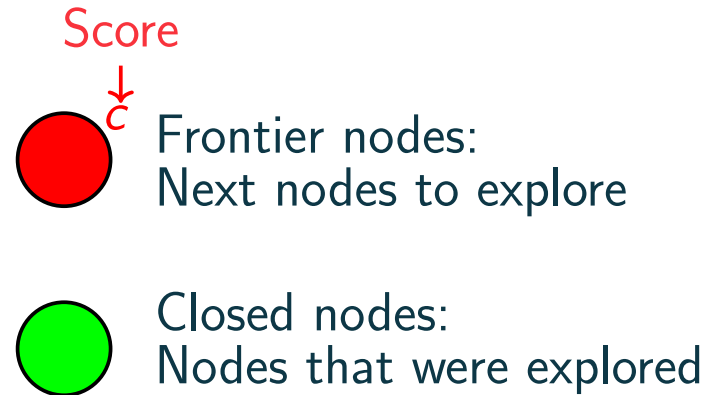 Score
↓
c
Frontier nodes:
Next nodes to explore
Closed nodes:
Nodes that were explored